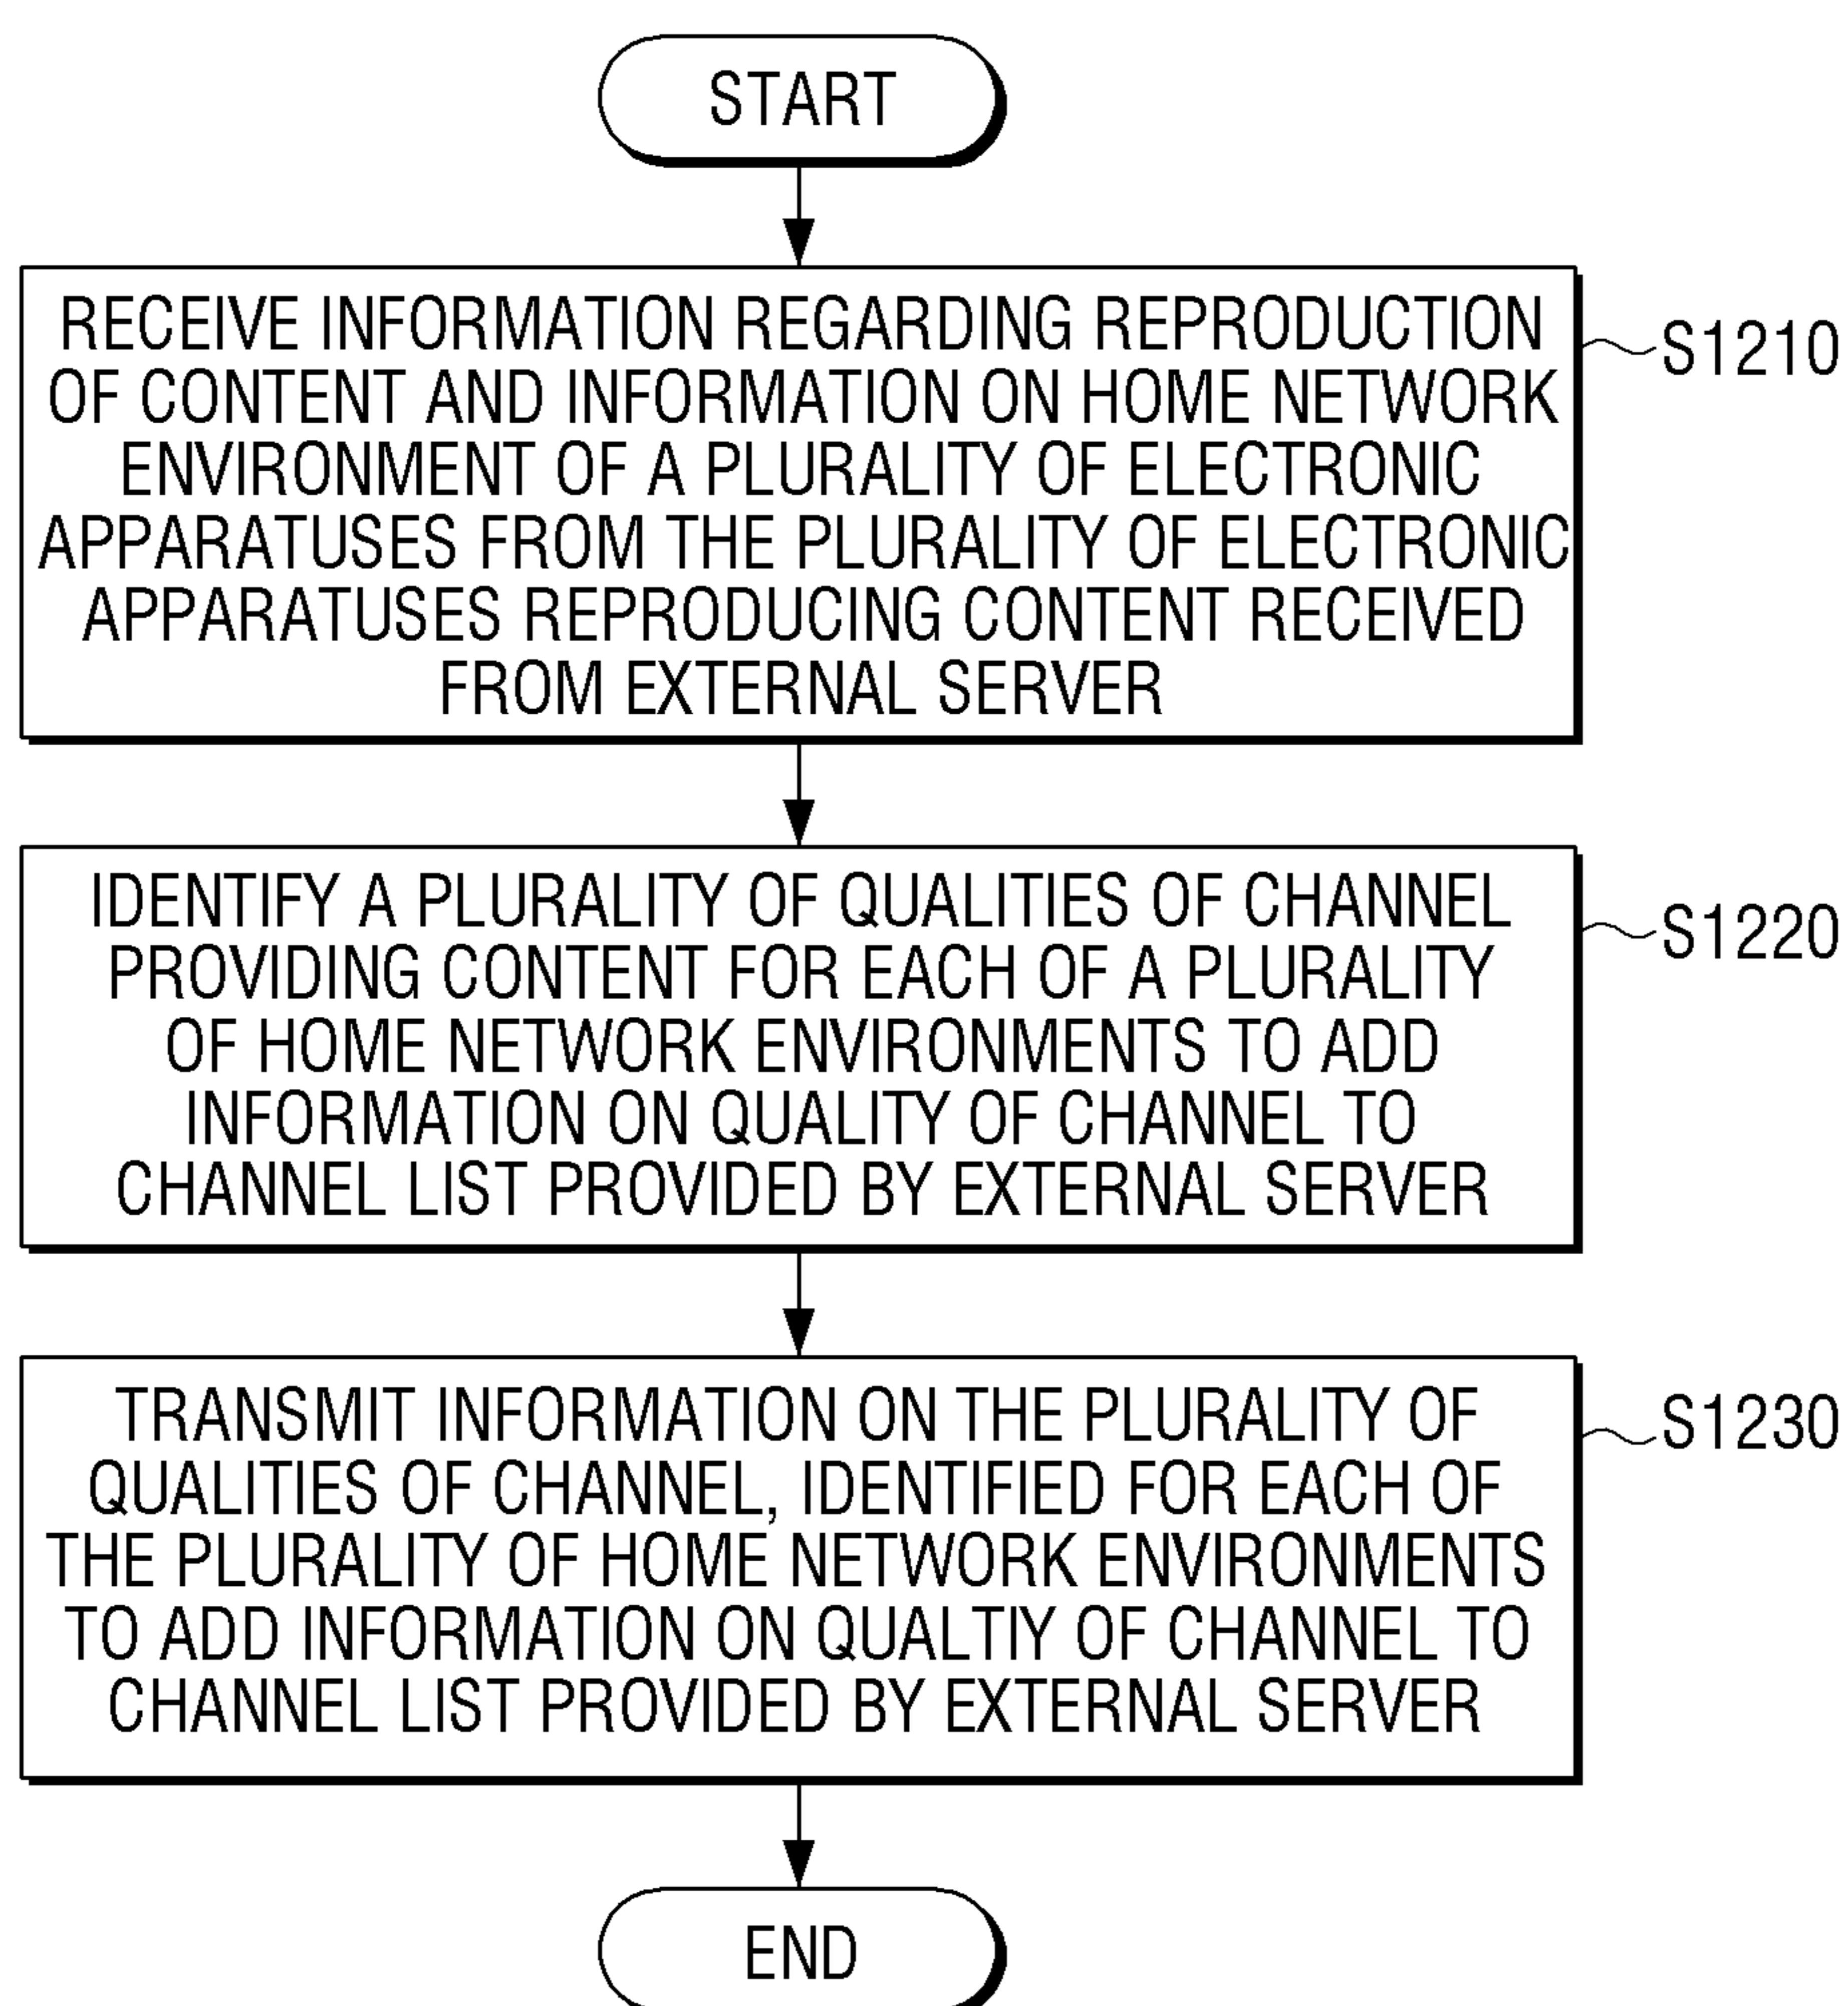 START
RECEIVE INFORMATION REGARDING REPRODUCTION
OF CONTENT AND INFORMATION ON HOME NETWORK
ENVIRONMENT OF A PLURALITY OF ELECTRONIC
APPARATUSES FROM THE PLURALITY OF ELECTRONIC
APPARATUSES REPRODUCING CONTENT RECEIVED
FROM EXTERNAL SERVER
S1210
IDENTIFY A PLURALITY OF QUALITIES OF CHANNEL
PROVIDING CONTENT FOR EACH OF A PLURALITY
OF HOME NETWORK ENVIRONMENTS TO ADD
INFORMATION ON QUALITY OF CHANNEL TO
CHANNEL LIST PROVIDED BY EXTERNAL SERVER
S1220
TRANSMIT INFORMATION ON THE PLURALITY OF
QUALITIES OF CHANNEL, IDENTIFIED FOR EACH OF
THE PLURALITY OF HOME NETWORK ENVIRONMENTS
TO ADD INFORMATION ON QUALTIY OF CHANNEL TO
CHANNEL LIST PROVIDED BY EXTERNAL SERVER
S1230
END